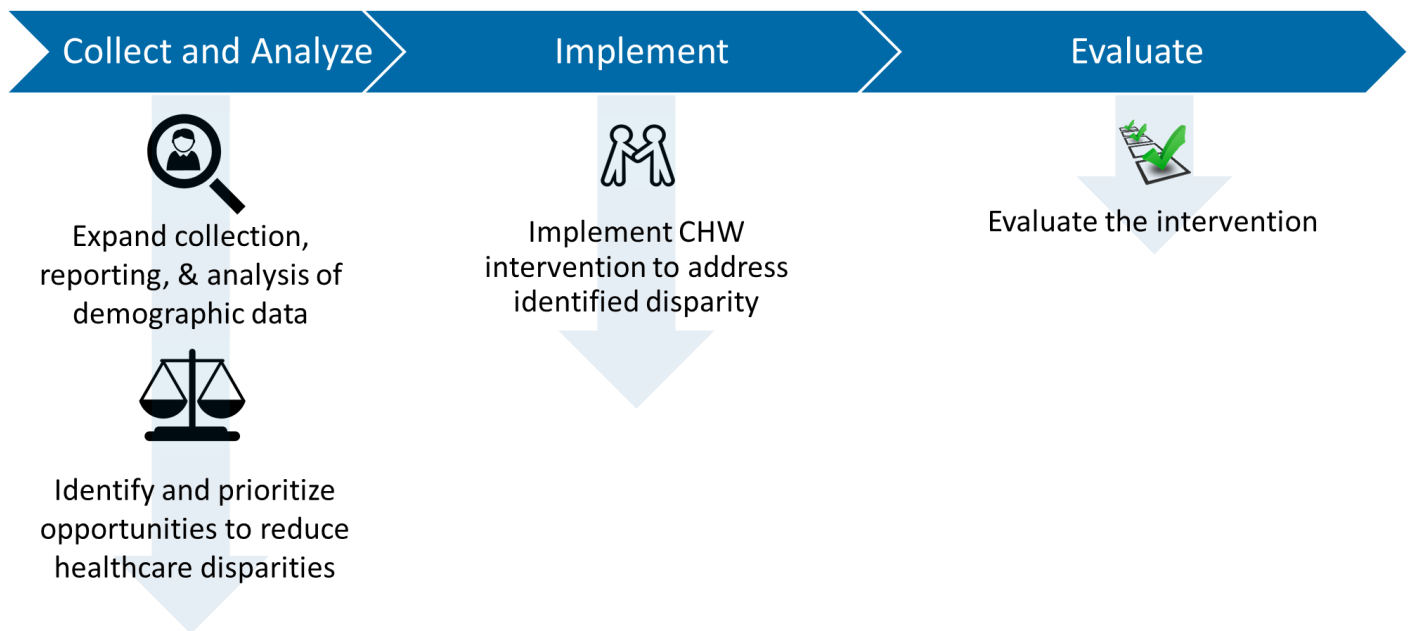 Collect and Analyze
Implement
Evaluate
Expand collection,
reporting, & analysis of
demographic data
Identify and prioritize
opportunities to reduce
healthcare disparities
Implement CHW
intervention to address
identified disparity
Evaluate the intervention